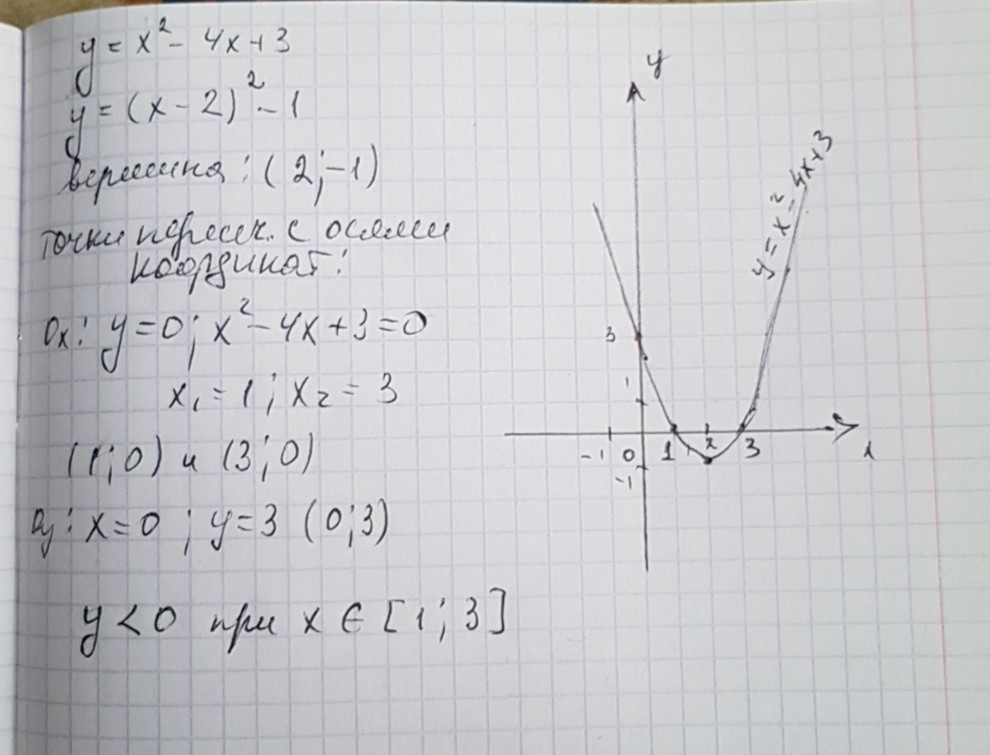 y = x² - 4x + 3
y = (x - 2)² - 1
вершина: (2; -1)
точки пересек. с осями
координат:
Ox: y = 0; x² - 4x + 3 = 0
x₁ = 1; x₂ = 3
(1; 0) и (3; 0)
Oy: x = 0; y = 3 (0; 3)
y < 0 при x ∈ [1; 3]
y
y = x² - 4x + 3
3
1
-1 0 1 2 3 x
-1